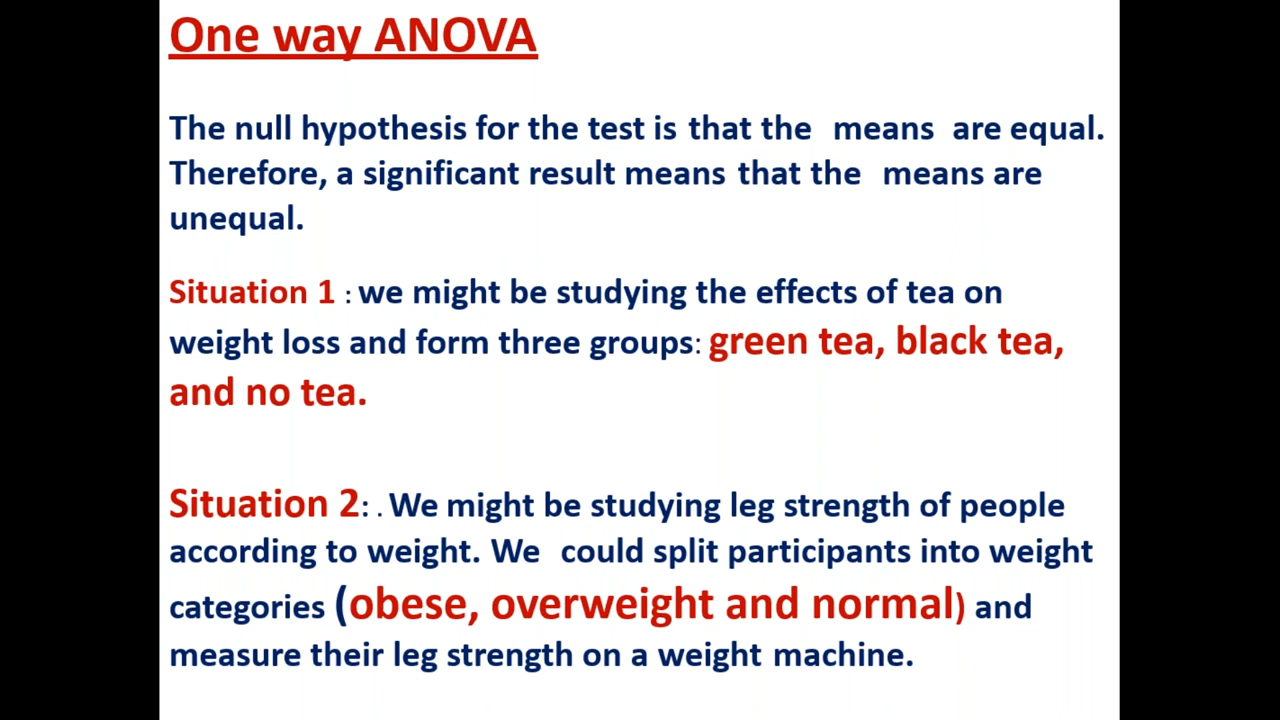 One way ANOVA
The null hypothesis for the test is that the means are equal.
Therefore, a significant result means that the means are
unequal.
Situation 1 : we might be studying the effects of tea on
weight loss and form three groups: green tea, black tea,
and no tea.
Situation 2: . We might be studying leg strength of people
according to weight. We could split participants into weight
categories (obese, overweight and normal) and
measure their leg strength on a weight machine.